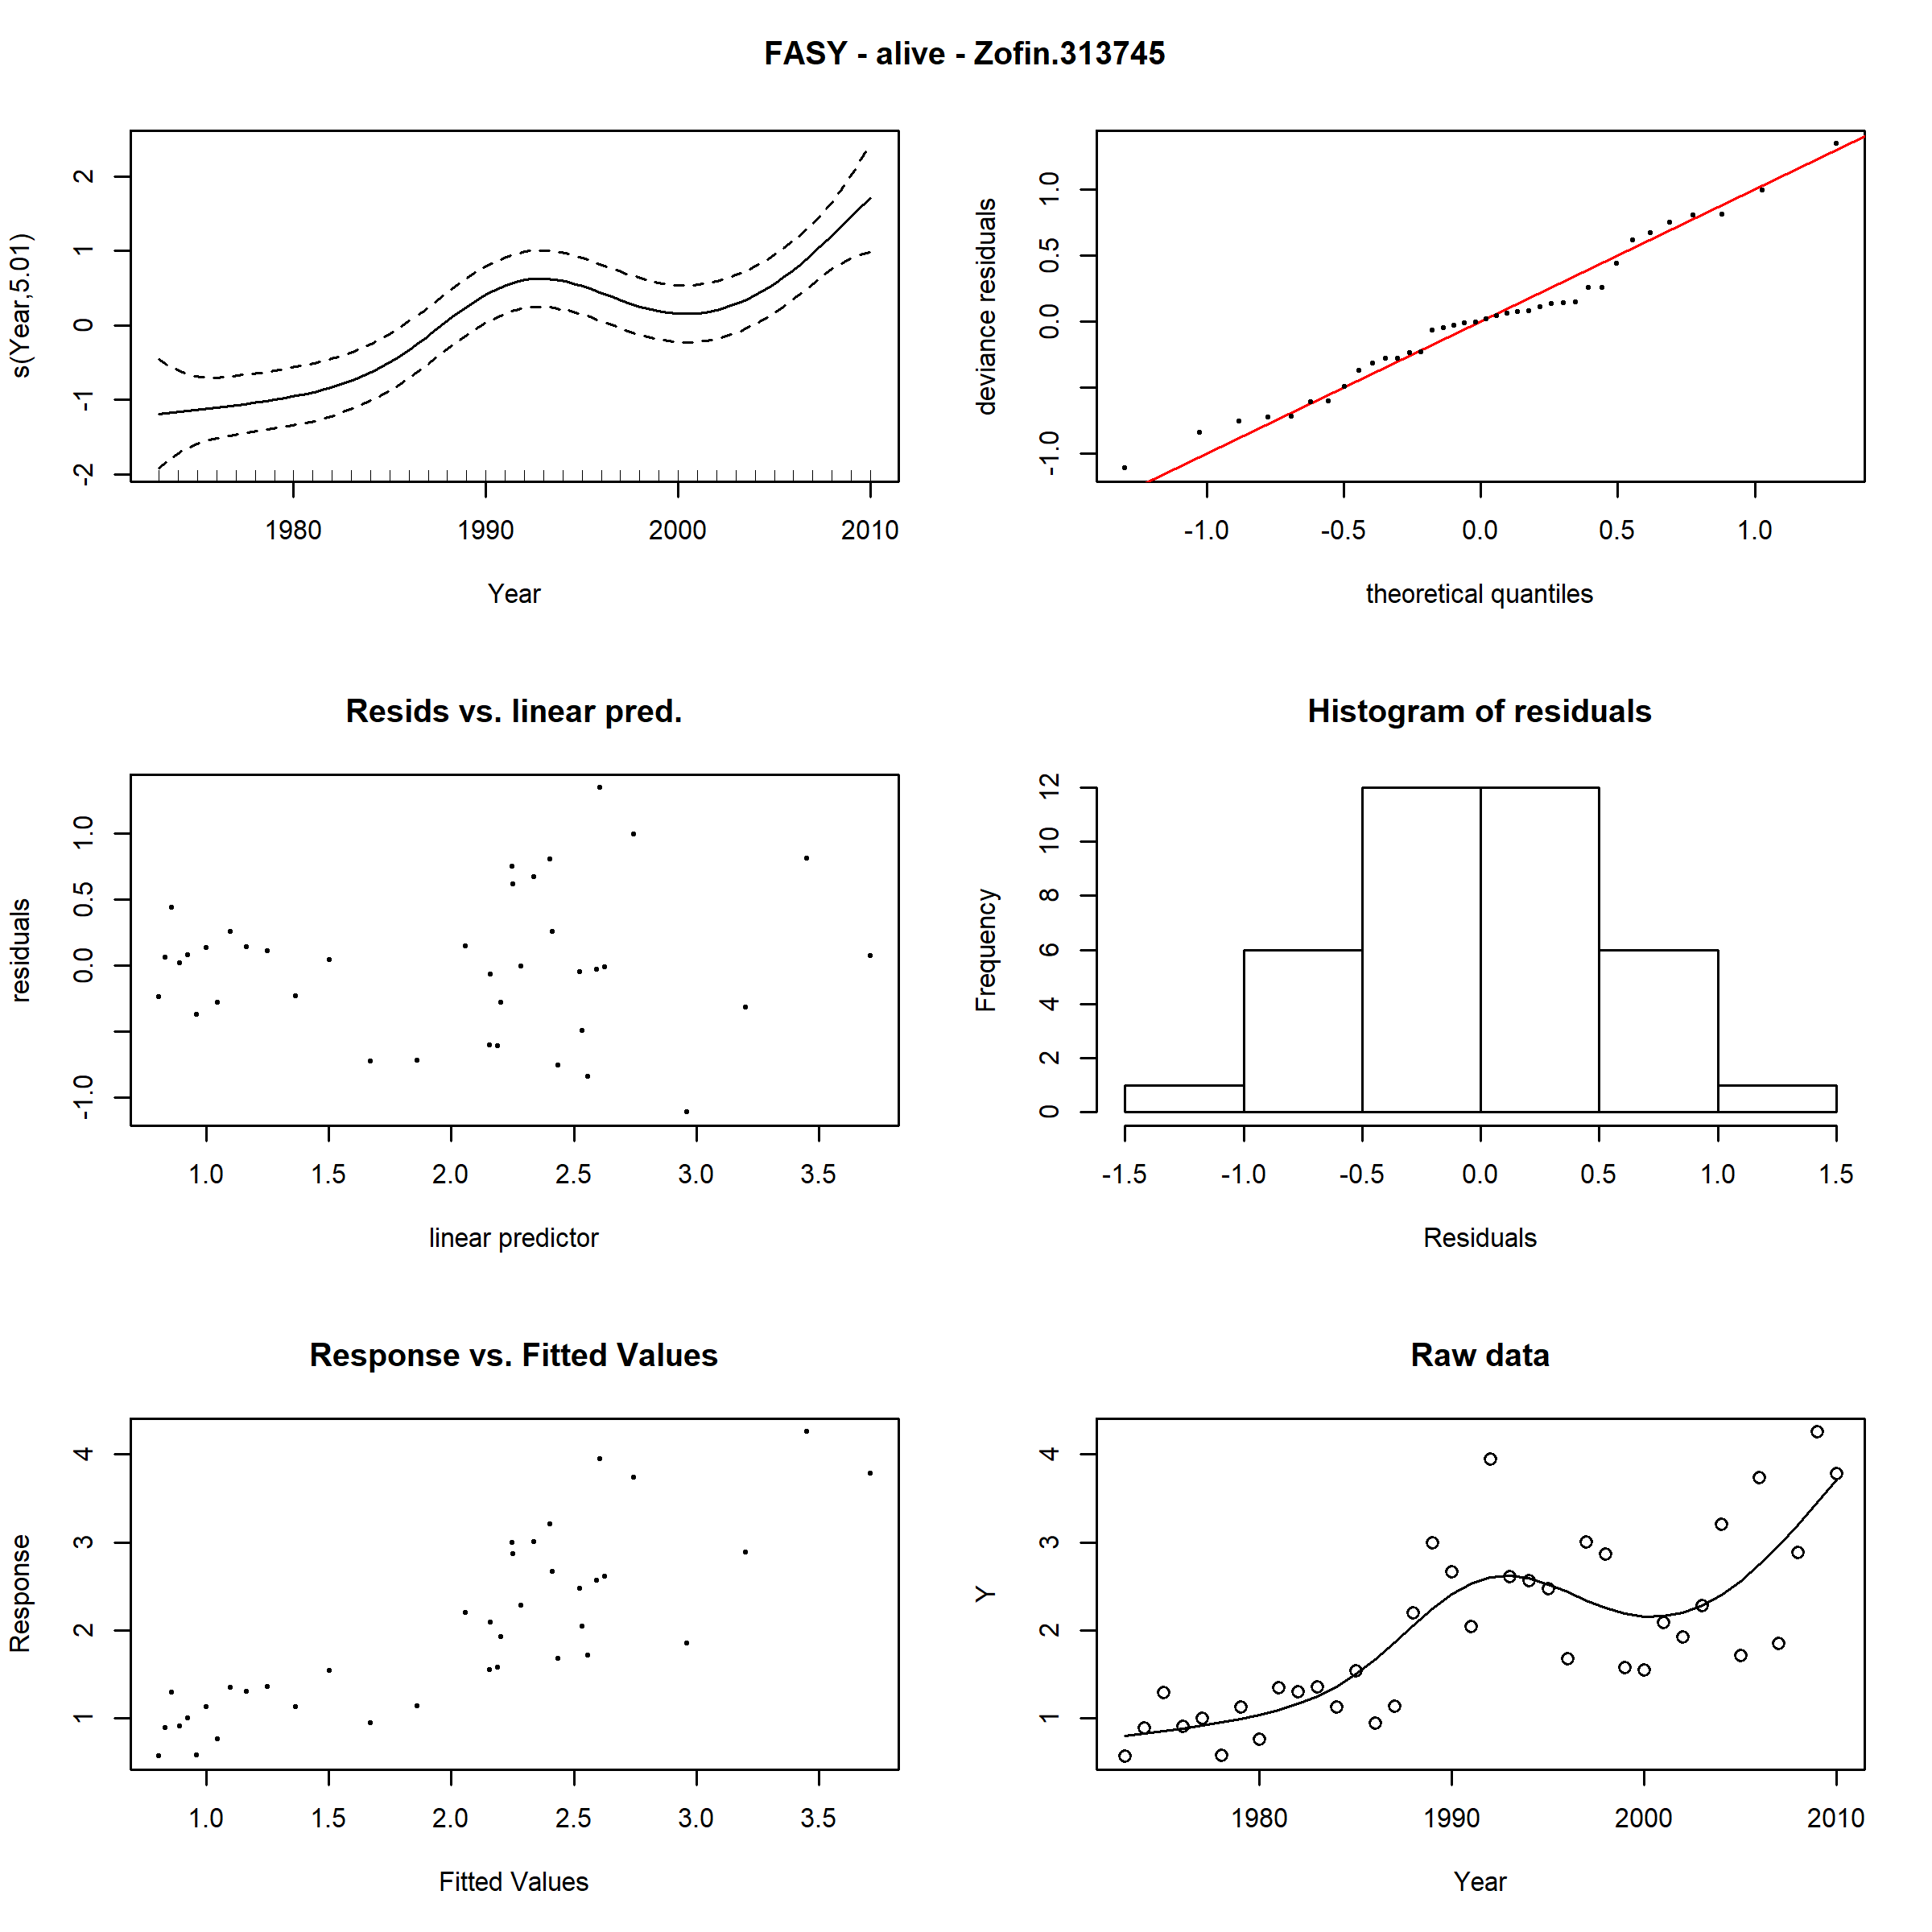 FASY - alive - Zofin.313745
s(Year,5.01)
2
1
0
-1
-2
1980 1990 2000 2010
Year
deviance residuals
1.0
0.5
0.0
-1.0
-1.0 -0.5 0.0 0.5 1.0
theoretical quantiles
Resids vs. linear pred.
residuals
1.0
0.5
0.0
-1.0
1.0 1.5 2.0 2.5 3.0 3.5
linear predictor
Histogram of residuals
Frequency
12
10
8
6
4
2
0
-1.5 -1.0 -0.5 0.0 0.5 1.0 1.5
Residuals
Response vs. Fitted Values
Response
4
3
2
1
1.0 1.5 2.0 2.5 3.0 3.5
Fitted Values
Raw data
Y
4
3
2
1
1980 1990 2000 2010
Year